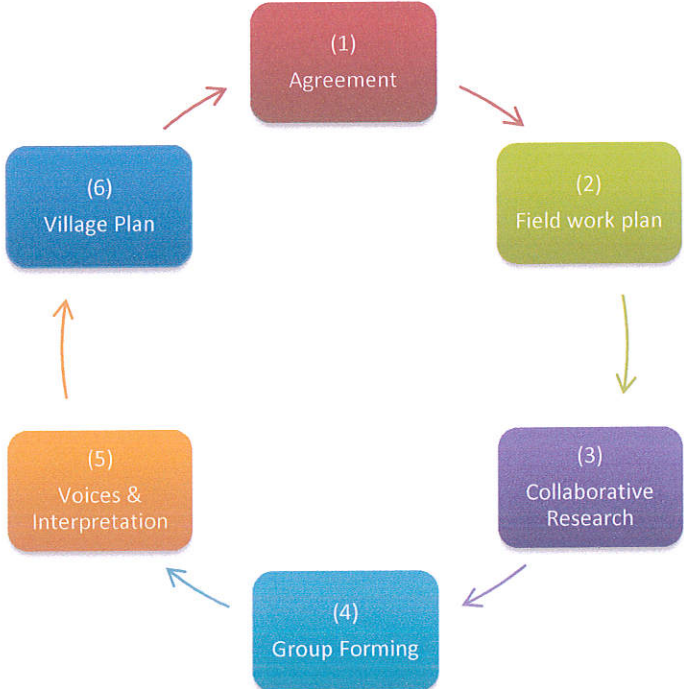 (1)
Agreement
(2)
Field work plan
(3)
Collaborative
Research
(4)
Group Forming
(5)
Voices &
Interpretation
(6)
Village Plan